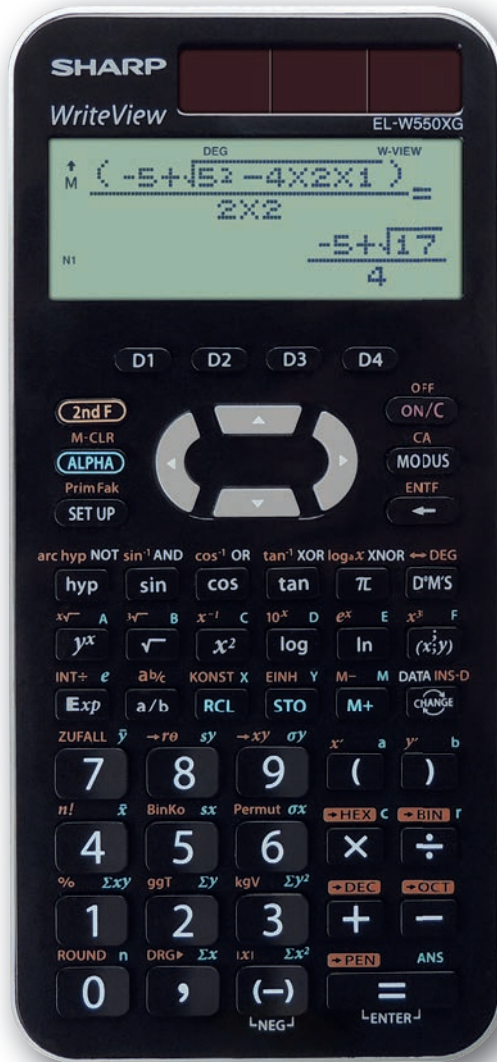 SHARP
WriteView
EL-W550XG
DEG W-VIEW
M (-5+√5²-4×2×1)
2×2 =
N1 -5+√17
4
D1 D2 D3 D4
OFF
2nd F ON/C
M-CLR CA
ALPHA MODUS
Prim Fak ENTF
SET UP
arc hyp NOT sin⁻¹ AND cos⁻¹ OR tan⁻¹ XOR logₐx XNOR ↔DEG
hyp sin cos tan π D°M'S
ˣ√ A ³√ B x⁻¹ C 10ˣ D eˣ E x³ F
yˣ √ x² log ln (x;y)
INT÷ e ab/c KONST X EINH Y M− M DATA INS-D
Exp a/b RCL STO M+ CHANGE
ZUFALL ȳ →rθ sy →xy σy x′ a y′ b
7 8 9 ( )
n! x̄ BinKo sx Permut σx →HEX c →BIN r
4 5 6 × ÷
% Σxy ggT Σy kgV Σy² →DEC →OCT
1 2 3 + −
ROUND n DRG▸ Σx |x| Σx² →PEN ANS
0 , (−) =
NEG ENTER